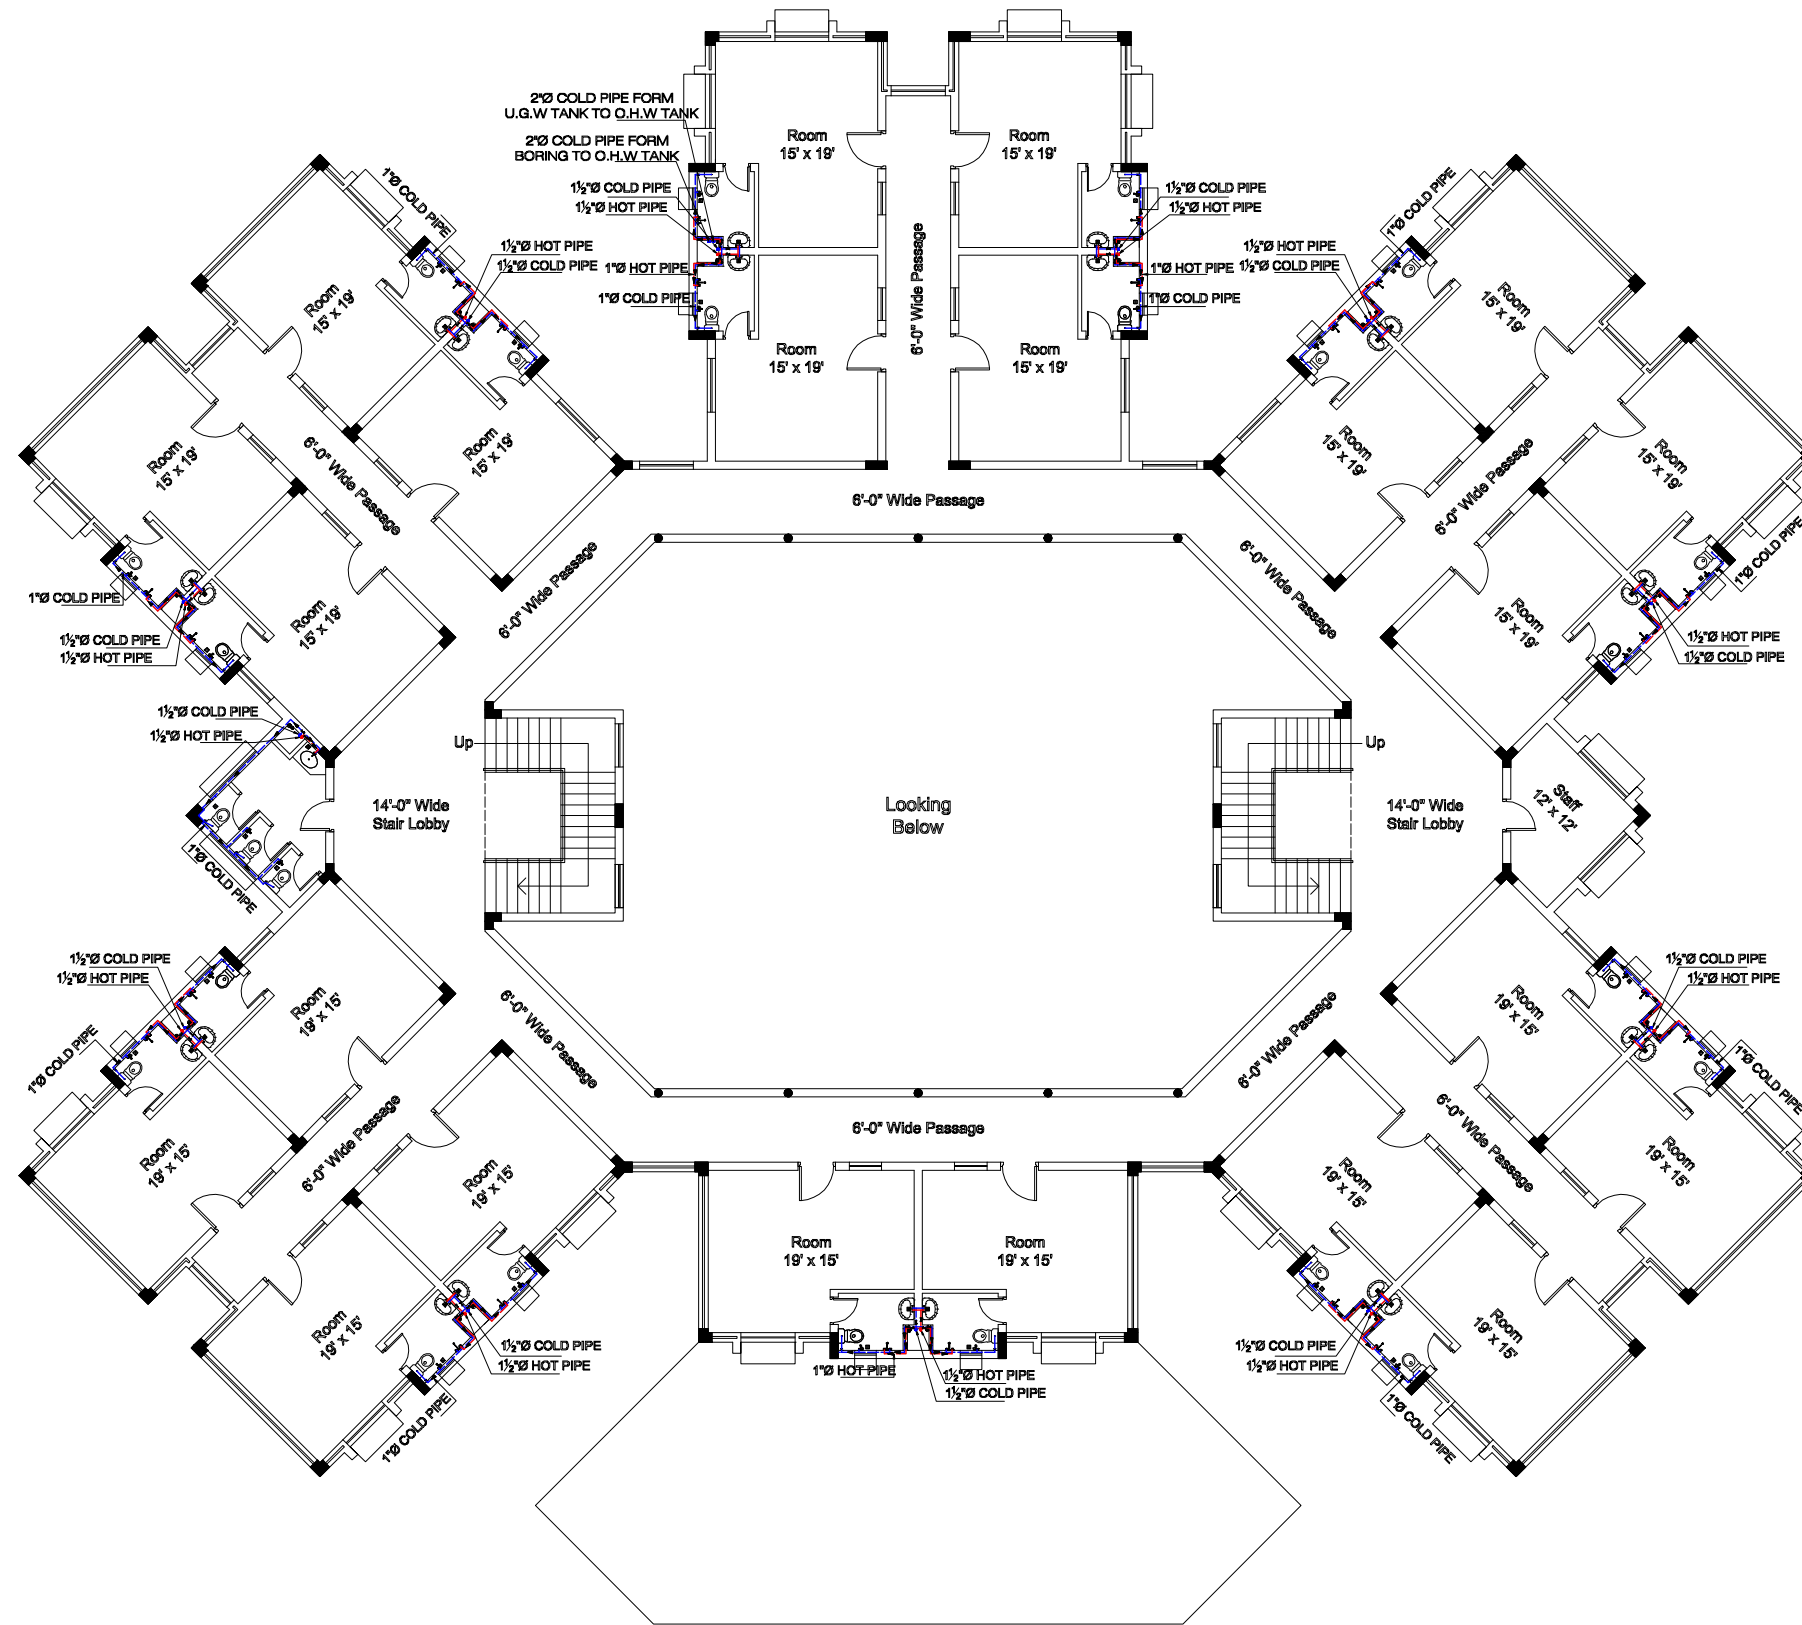 2"Ø COLD PIPE FORM
U.G.W TANK TO O.H.W TANK
2"Ø COLD PIPE FORM
BORING TO O.H.W TANK
1½"Ø COLD PIPE
1½"Ø HOT PIPE
1"Ø HOT PIPE
1"Ø COLD PIPE
Room
15' x 19'
Room
15' x 19'
Room
15' x 19'
Room
15' x 19'
6'-0" Wide Passage
1½"Ø COLD PIPE
1½"Ø HOT PIPE
1"Ø HOT PIPE
1"Ø COLD PIPE
1"Ø COLD PIPE
1½"Ø HOT PIPE
1½"Ø COLD PIPE
Room
15' x 19'
Room
15' x 19'
Room
15' x 19'
Room
15' x 19'
6'-0" Wide Passage
1"Ø COLD PIPE
1½"Ø COLD PIPE
1½"Ø HOT PIPE
1"Ø COLD PIPE
1½"Ø HOT PIPE
1½"Ø COLD PIPE
Room
15' x 19'
Room
15' x 19'
Room
15' x 19'
Room
15' x 19'
6'-0" Wide Passage
1"Ø COLD PIPE
1½"Ø HOT PIPE
1½"Ø COLD PIPE
6'-0" Wide Passage
6'-0" Wide Passage
6'-0" Wide Passage
1½"Ø COLD PIPE
1½"Ø HOT PIPE
1"Ø COLD PIPE
Up
14'-0" Wide
Stair Lobby
Looking
Below
Up
14'-0" Wide
Stair Lobby
Staff
12' x 12'
1½"Ø COLD PIPE
1½"Ø HOT PIPE
1"Ø COLD PIPE
Room
19' x 15'
Room
19' x 15'
Room
19' x 15'
Room
19' x 15'
6'-0" Wide Passage
1½"Ø COLD PIPE
1½"Ø HOT PIPE
1"Ø COLD PIPE
6'-0" Wide Passage
6'-0" Wide Passage
6'-0" Wide Passage
Room
19' x 15'
Room
19' x 15'
1"Ø HOT PIPE
1½"Ø HOT PIPE
1½"Ø COLD PIPE
1½"Ø COLD PIPE
1½"Ø HOT PIPE
1"Ø COLD PIPE
Room
19' x 15'
Room
19' x 15'
Room
19' x 15'
Room
19' x 15'
6'-0" Wide Passage
1½"Ø COLD PIPE
1½"Ø HOT PIPE
1"Ø COLD PIPE